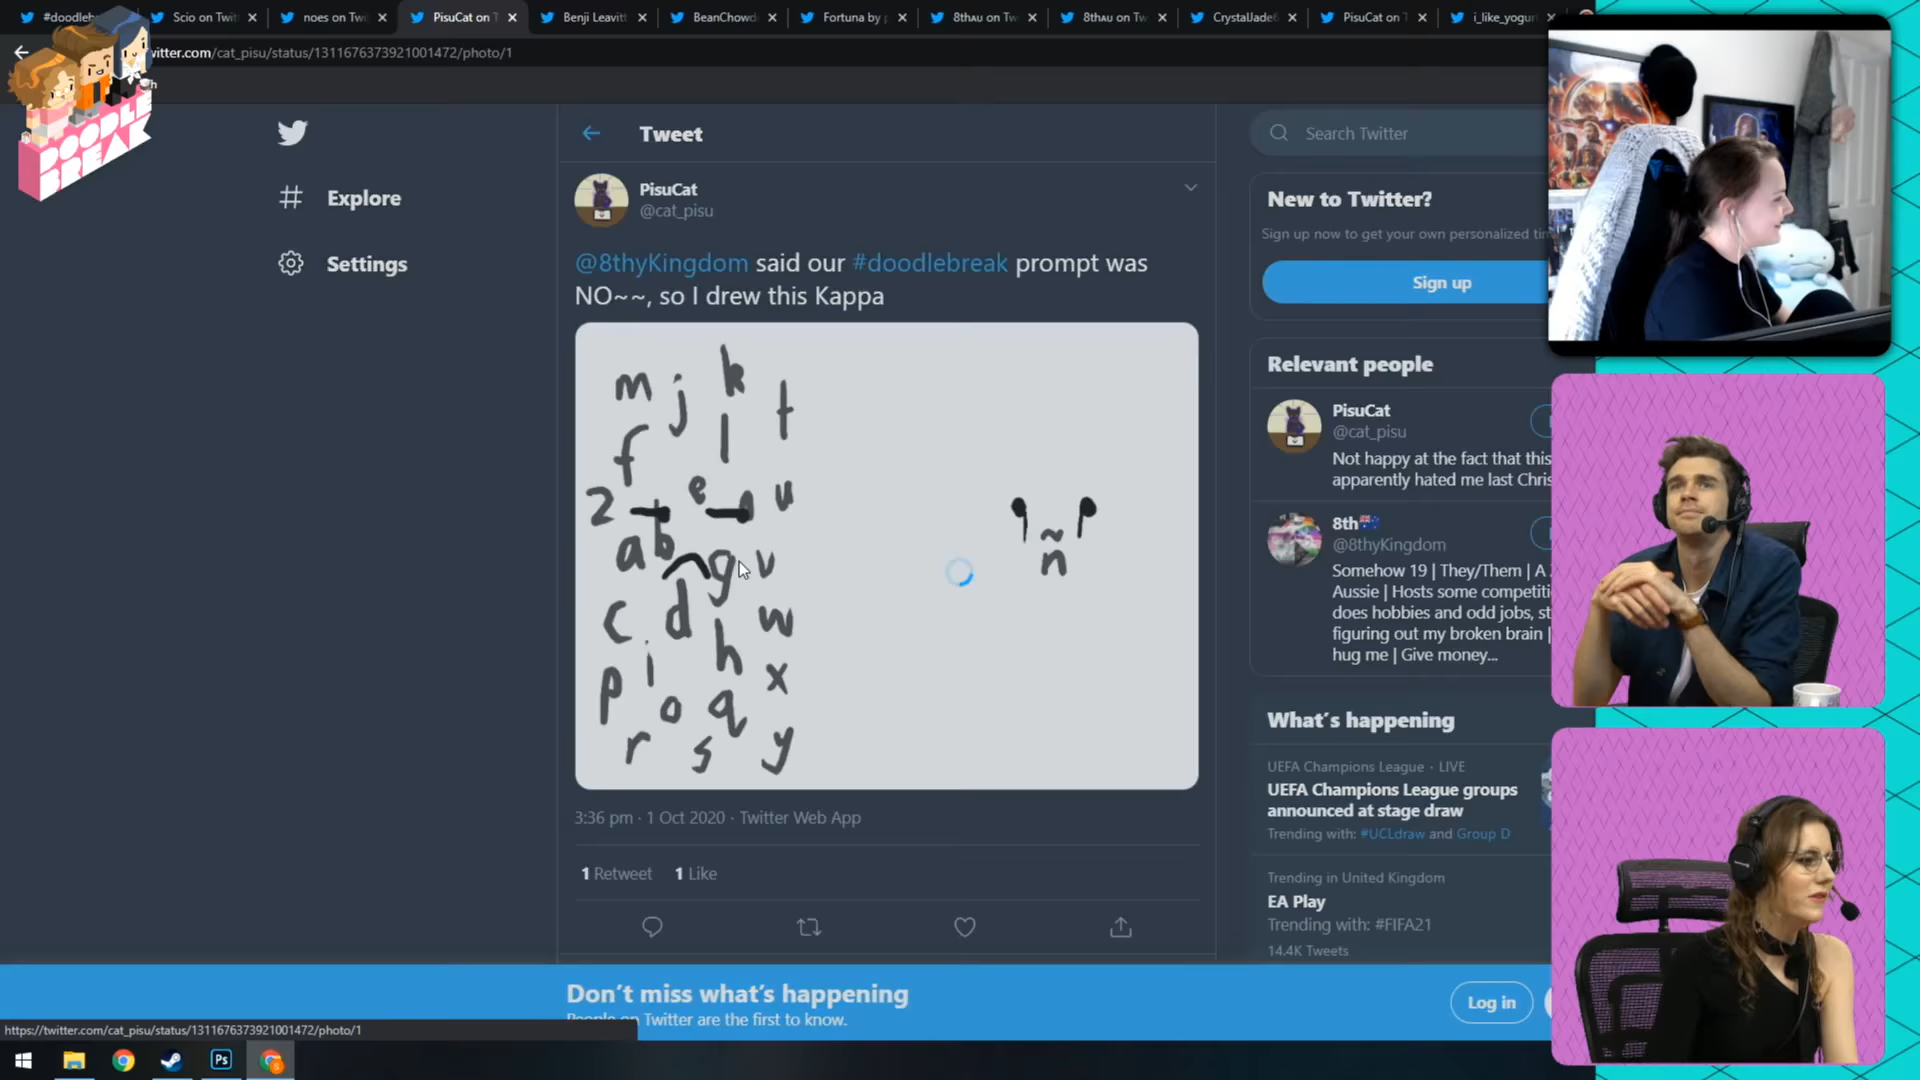 #doodleb
Scio on Twit
noes on Twi
PisuCat on T
Benji Leavitt
BeanChowd
Fortuna by
8thAU on Tw
8thAU on Tw
CrystalJade
PisuCat on T
i_like_yogur
witter.com/cat_pisu/status/1311676373921001472/photo/1
DOODLE
BREAK
Explore
Settings
Tweet
PisuCat
@cat_pisu
@8thyKingdom said our #doodlebreak prompt was
NO~~, so I drew this Kappa
m j k t
f l
z e u
a b g v
c d h w
p i o q x
r s y
ñ
3:36 pm · 1 Oct 2020 · Twitter Web App
1 Retweet 1 Like
Search Twitter
New to Twitter?
Sign up now to get your own personalized tim
Sign up
Relevant people
PisuCat
@cat_pisu
Not happy at the fact that this
apparently hated me last Chris
8th
@8thyKingdom
Somehow 19 | They/Them | A
Aussie | Hosts some competiti
does hobbies and odd jobs, st
figuring out my broken brain |
hug me | Give money...
What's happening
UEFA Champions League · LIVE
UEFA Champions League groups
announced at stage draw
Trending with: #UCLdraw and Group D
Trending in United Kingdom
EA Play
Trending with: #FIFA21
14.4K Tweets
Don't miss what's happening
People on Twitter are the first to know.
Log in
https://twitter.com/cat_pisu/status/1311676373921001472/photo/1
Ps